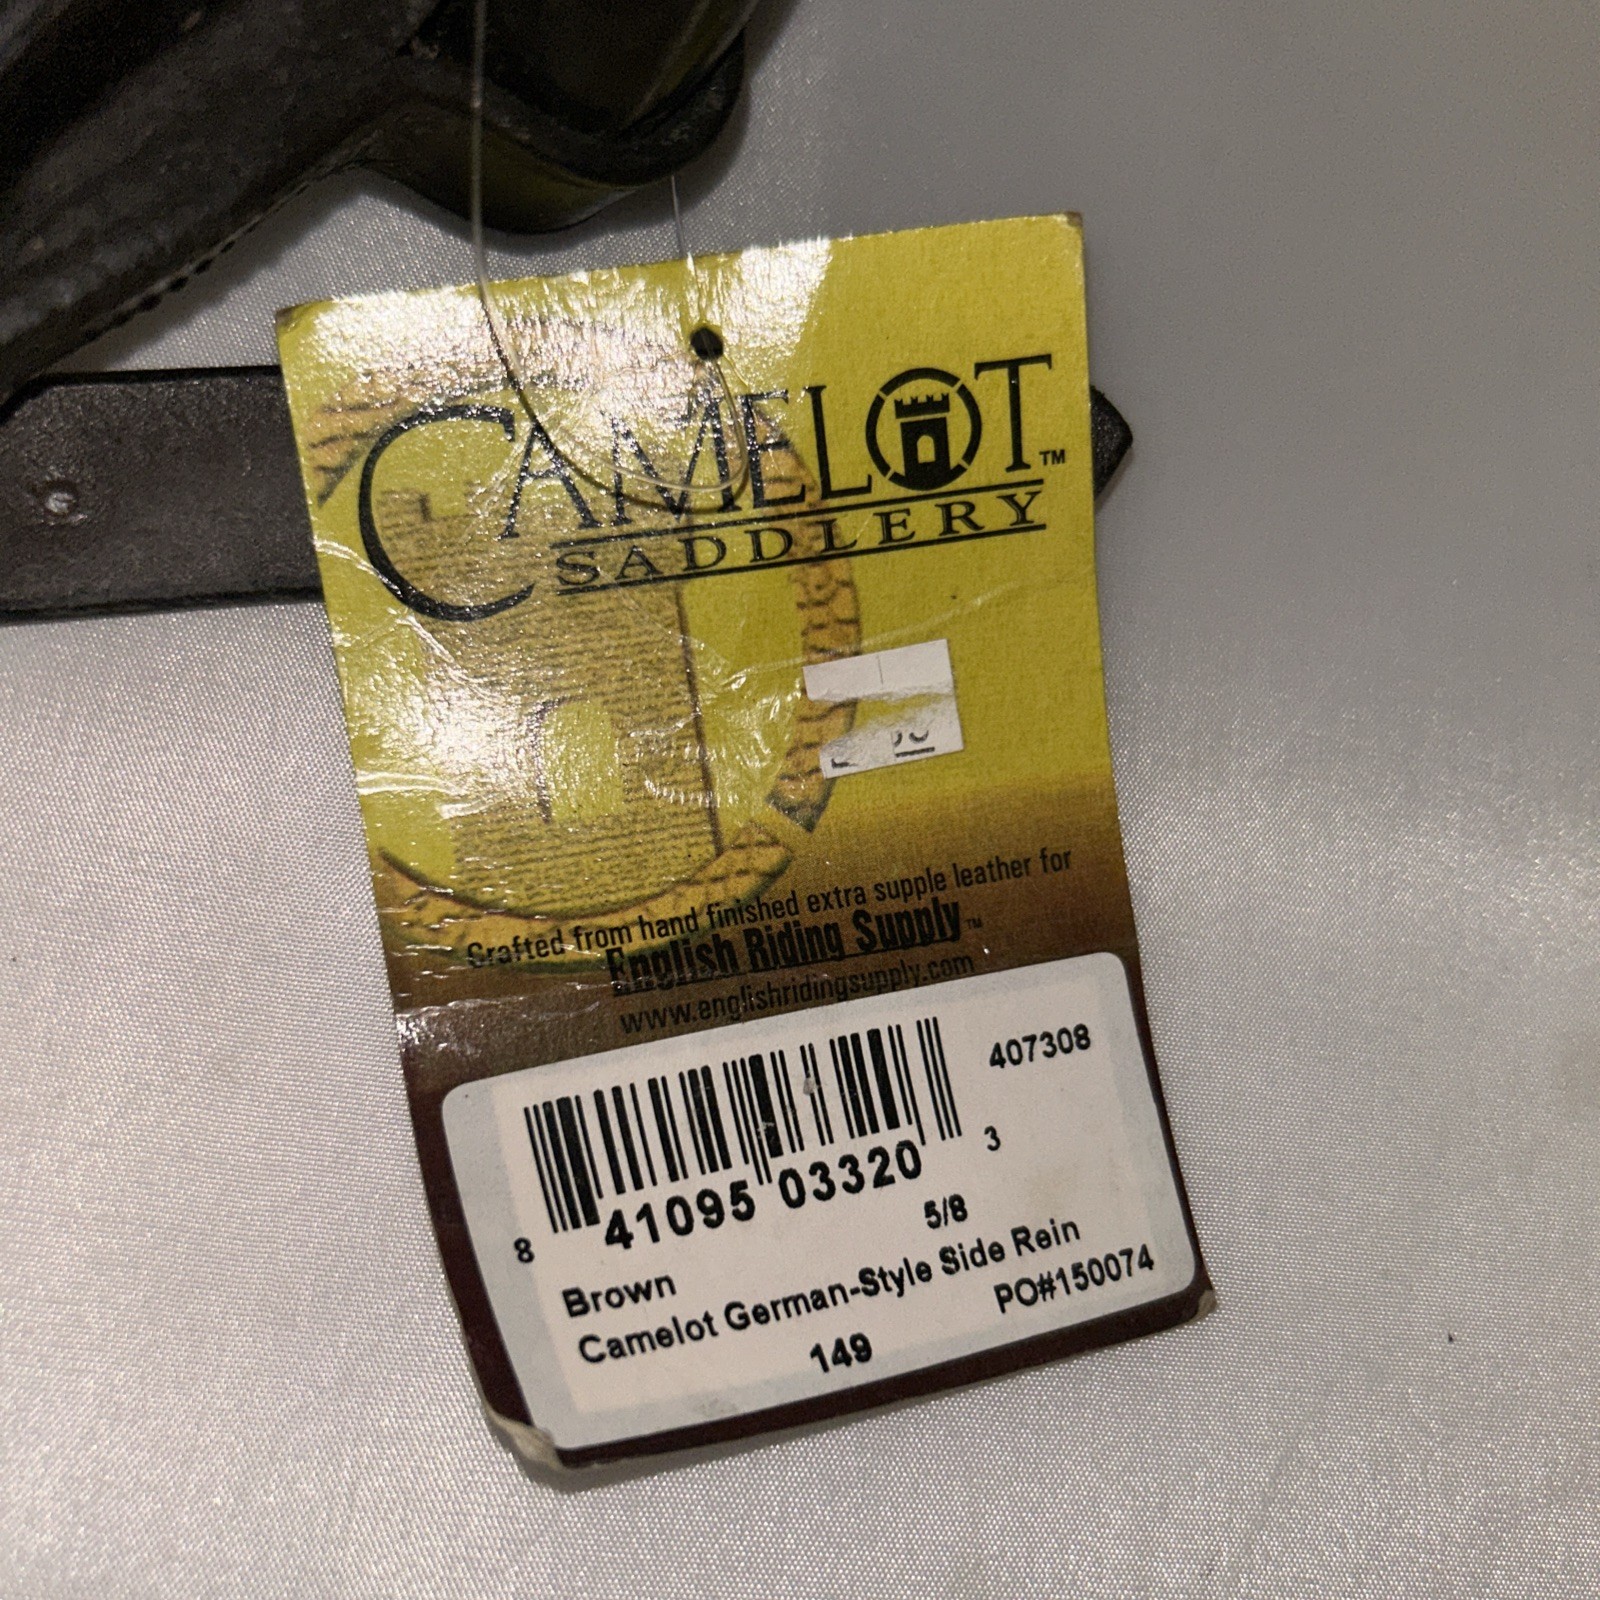 CAMELOT™
SADDLERY
Crafted from hand finished extra supple leather for
English Riding Supply™
www.englishridingsupply.com
407308
8 41095 03320 3
5/8
Brown
Camelot German-Style Side Rein
PO#150074
149